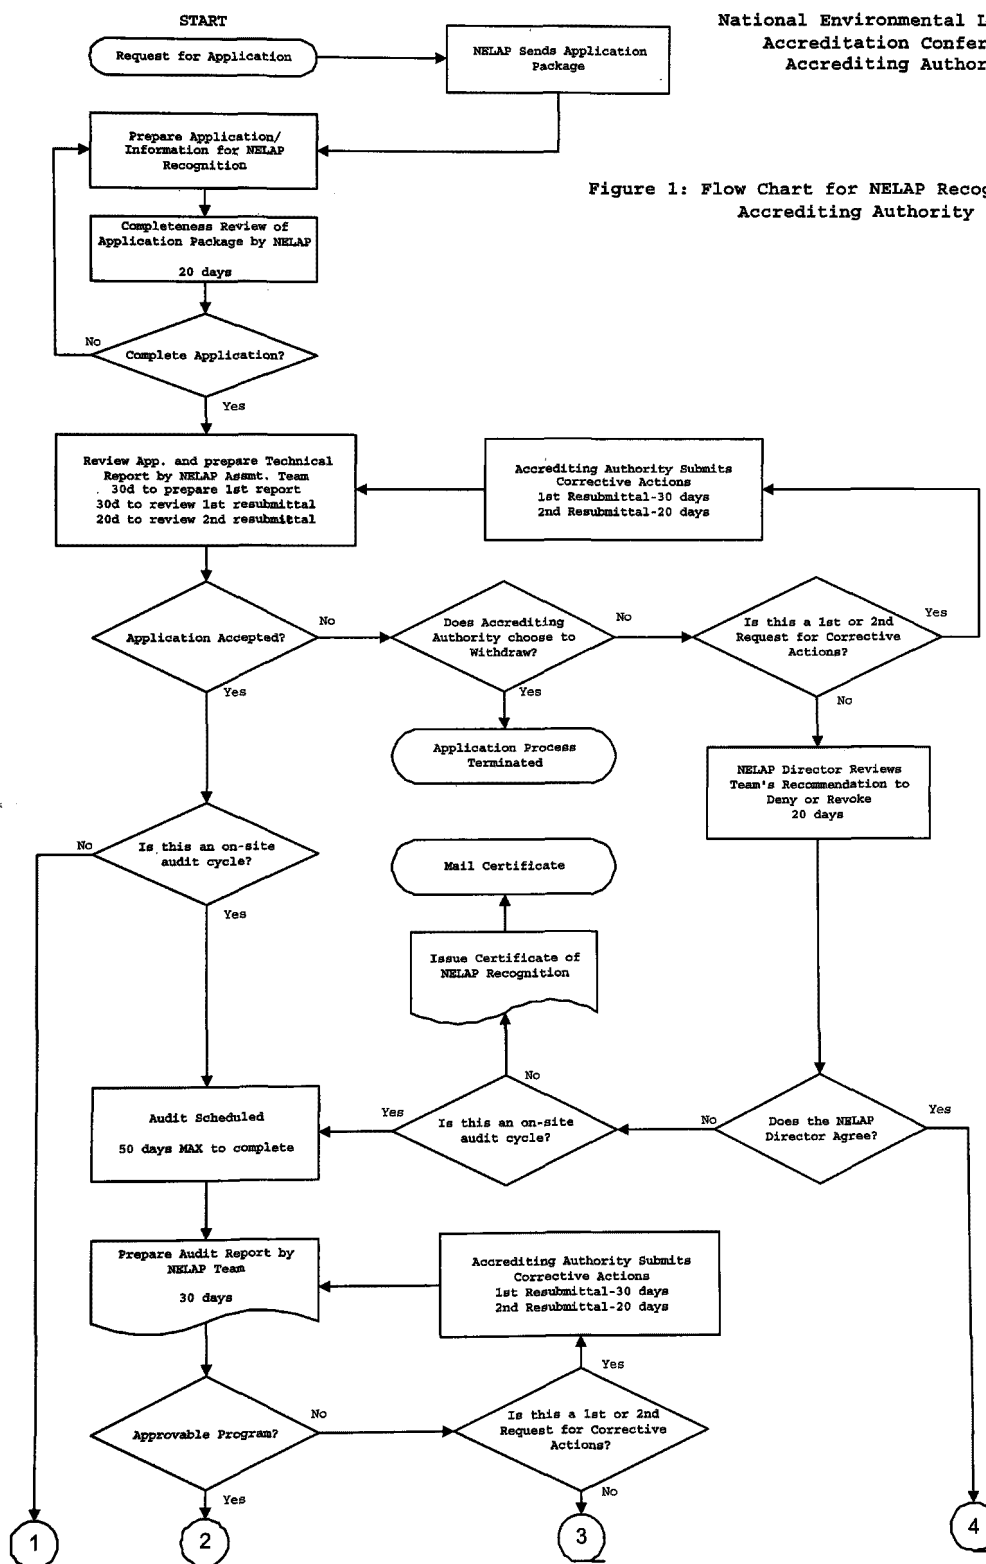 START
National Environmental L
Accreditation Confer
Accrediting Author
Request for Application
NELAP Sends Application
Package
Prepare Application/
Information for NELAP
Recognition
Figure 1: Flow Chart for NELAP Recog
Accrediting Authority
Completeness Review of
Application Package by NELAP
20 days
No
Complete Application?
Yes
Review App. and prepare Technical
Report by NELAP Assmt. Team
30d to prepare 1st report
30d to review 1st resubmittal
20d to review 2nd resubmittal
Accrediting Authority Submits
Corrective Actions
1st Resubmittal-30 days
2nd Resubmittal-20 days
Application Accepted?
No
Does Accrediting
Authority choose to
Withdraw?
No
Is this a 1st or 2nd
Request for Corrective
Actions?
Yes
Yes
Yes
No
Application Process
Terminated
NELAP Director Reviews
Team's Recommendation to
Deny or Revoke
20 days
No
Is this an on-site
audit cycle?
Yes
Mail Certificate
Issue Certificate of
NELAP Recognition
No
Audit Scheduled
50 days MAX to complete
Yes
Is this an on-site
audit cycle?
No
Does the NELAP
Director Agree?
Yes
Prepare Audit Report by
NELAP Team
30 days
Accrediting Authority Submits
Corrective Actions
1st Resubmittal-30 days
2nd Resubmittal-20 days
Yes
Approvable Program?
No
Is this a 1st or 2nd
Request for Corrective
Actions?
Yes
No
1
2
3
4